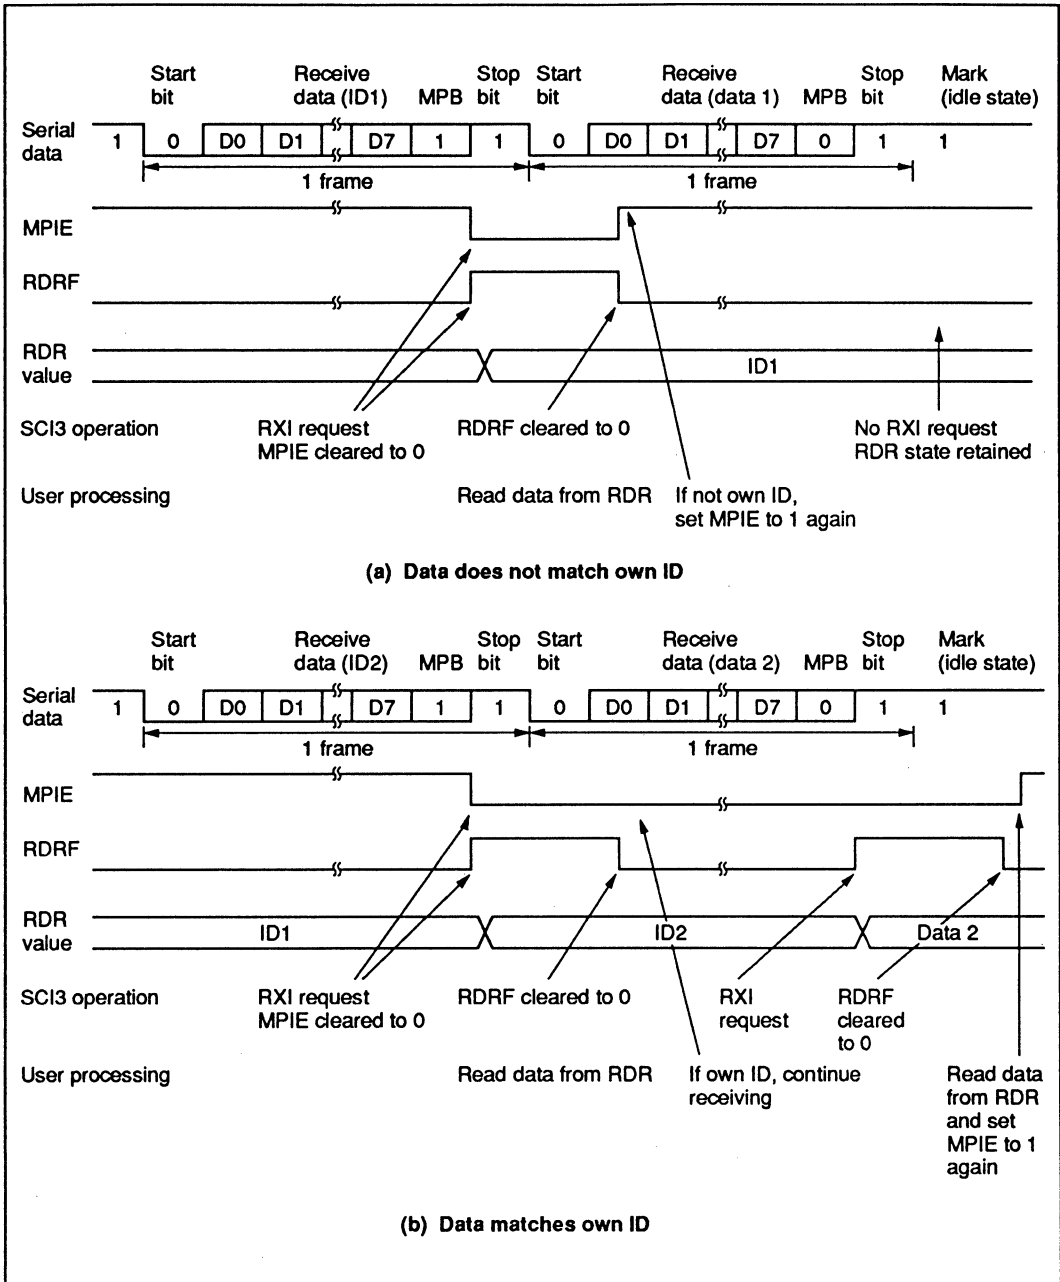 Start Receive Stop Start Receive Stop Mark
bit data (ID1) MPB bit bit data (data 1) MPB bit (idle state)
Serial
data
1 0 D0 D1 D7 1 1 0 D0 D1 D7 0 1 1
1 frame 1 frame
MPIE
RDRF
RDR
value
ID1
SCI3 operation RXI request RDRF cleared to 0 No RXI request
MPIE cleared to 0 RDR state retained
User processing Read data from RDR If not own ID,
set MPIE to 1 again
(a) Data does not match own ID
Start Receive Stop Start Receive Stop Mark
bit data (ID2) MPB bit bit data (data 2) MPB bit (idle state)
Serial
data
1 0 D0 D1 D7 1 1 0 D0 D1 D7 0 1 1
1 frame 1 frame
MPIE
RDRF
RDR
value
ID1 ID2 Data 2
SCI3 operation RXI request RDRF cleared to 0 RXI RDRF
MPIE cleared to 0 request cleared
to 0
User processing Read data from RDR If own ID, continue Read data
receiving from RDR
and set
MPIE to 1
again
(b) Data matches own ID